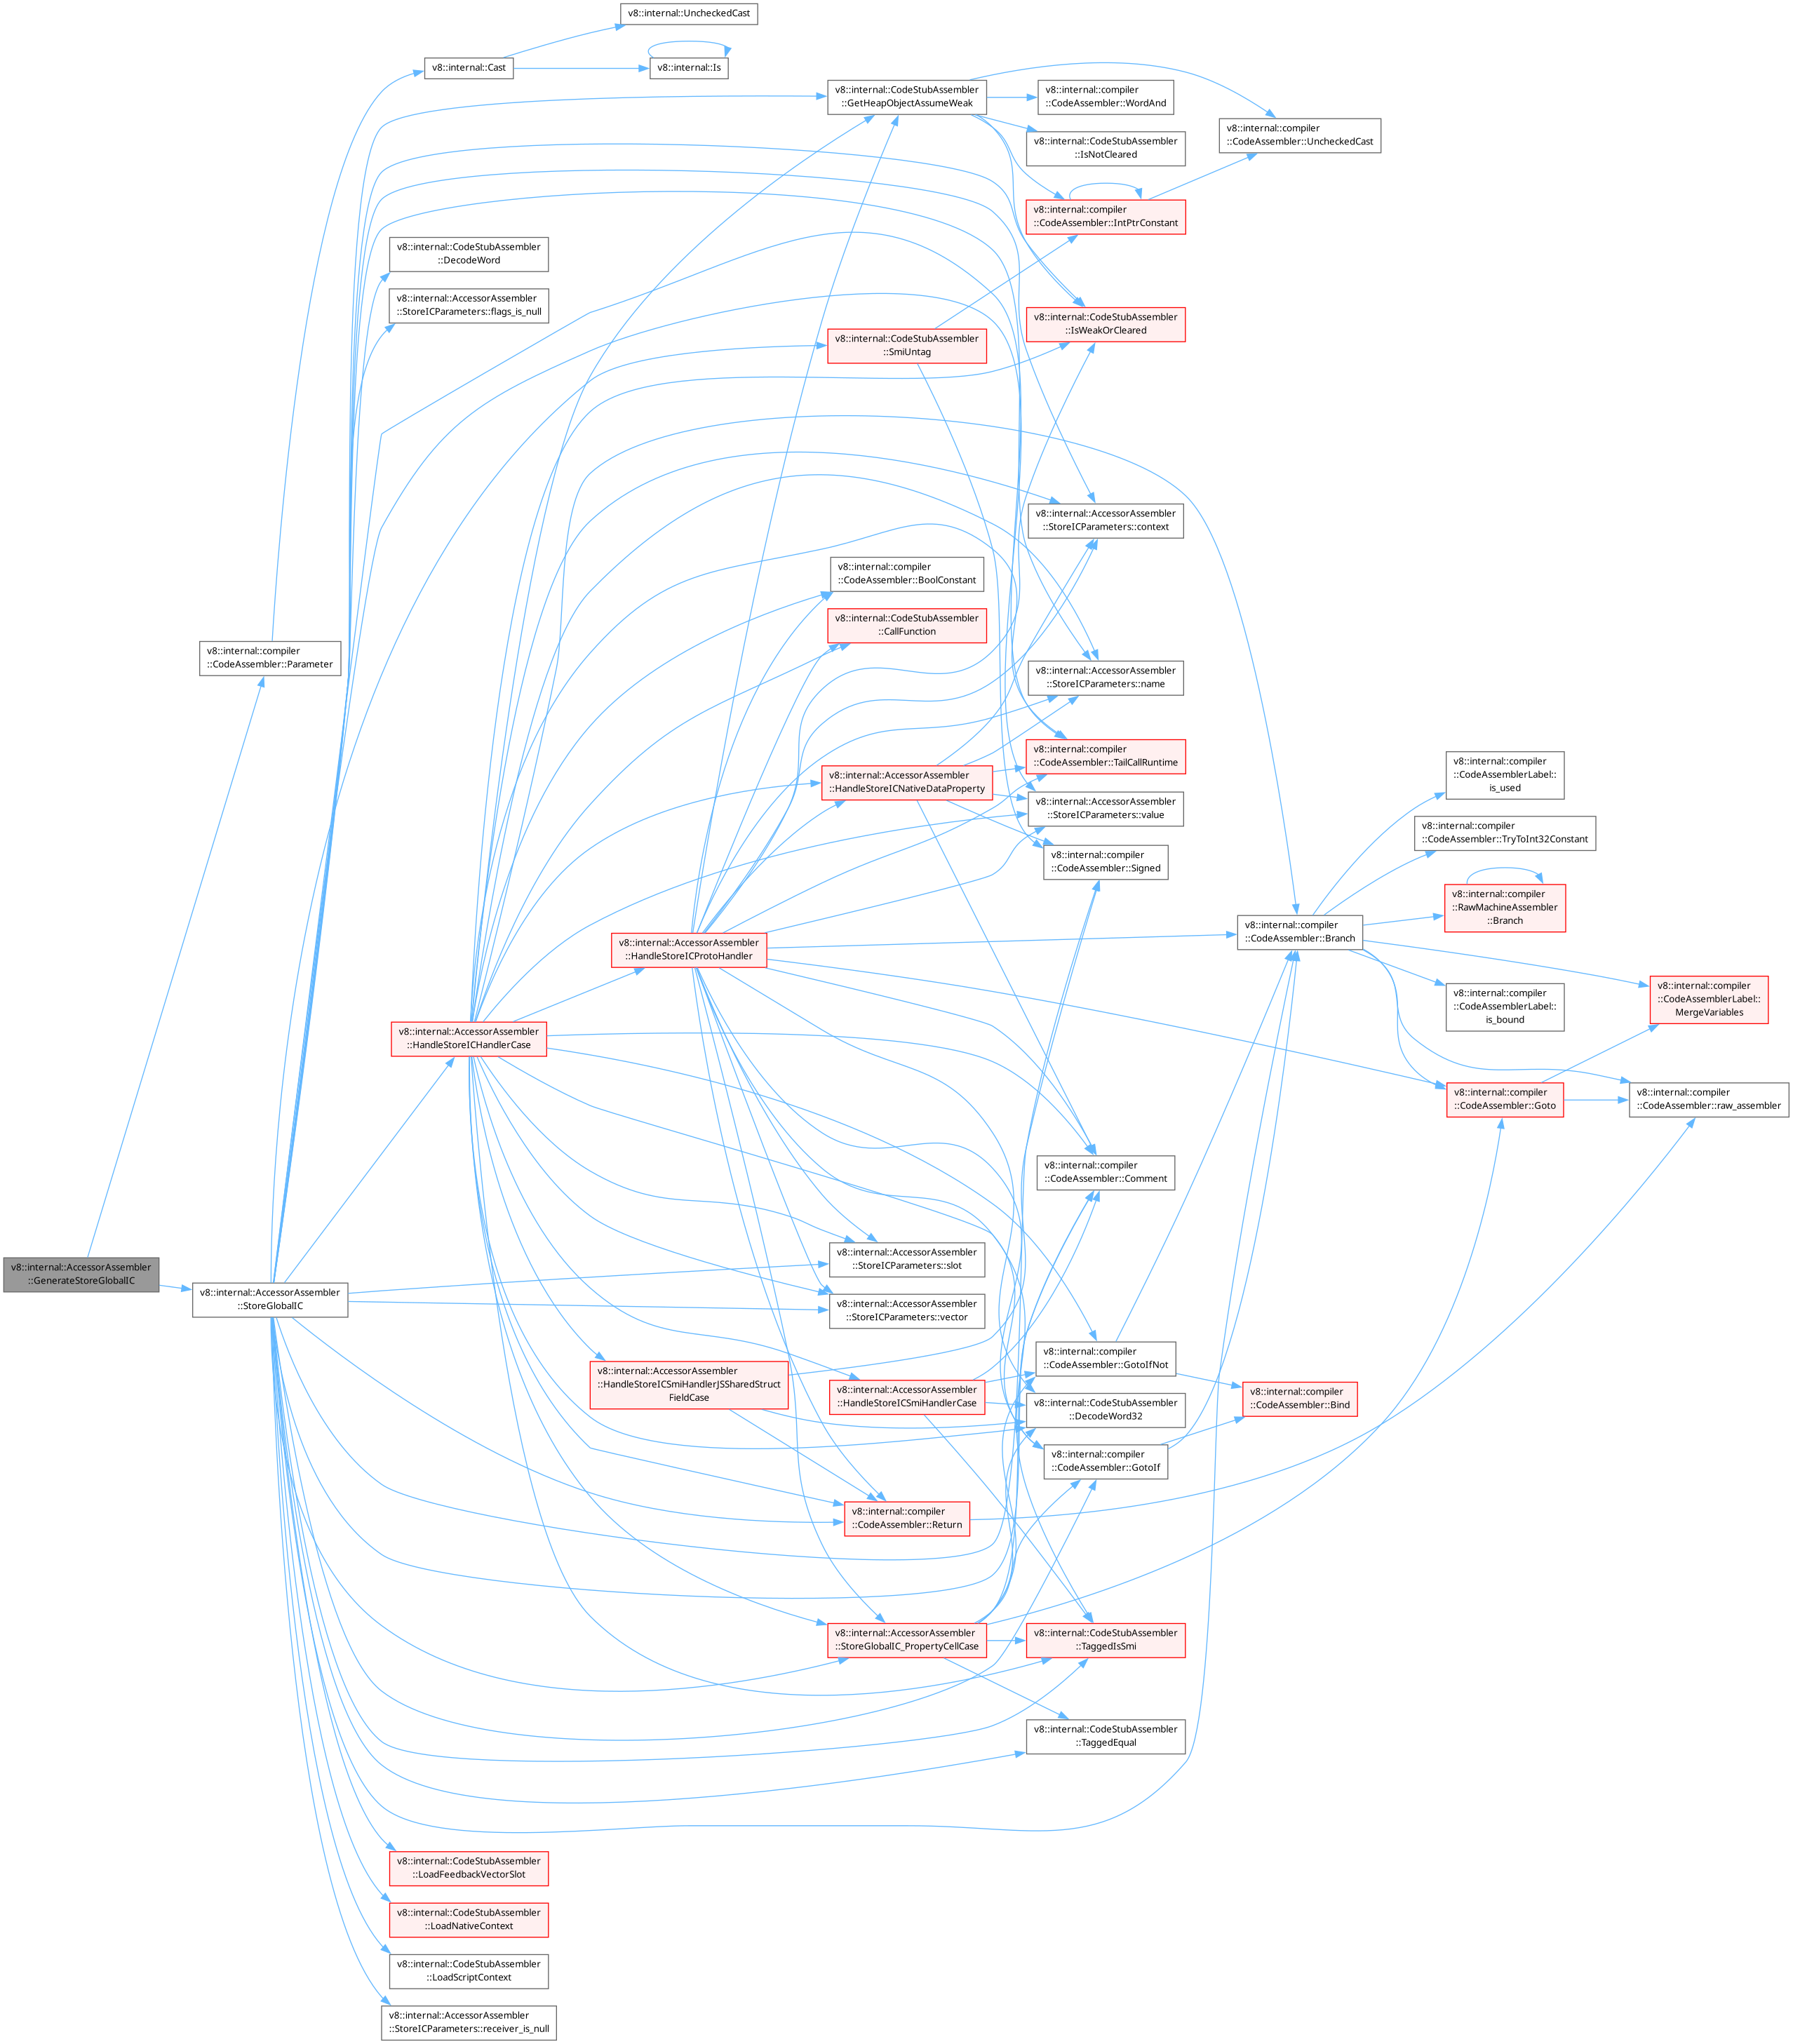 v8::internal::UncheckedCast
v8::internal::Cast
v8::internal::Is
v8::internal::CodeStubAssembler
::GetHeapObjectAssumeWeak
v8::internal::compiler
::CodeAssembler::WordAnd
v8::internal::compiler
::CodeAssembler::UncheckedCast
v8::internal::CodeStubAssembler
::IsNotCleared
v8::internal::compiler
::CodeAssembler::IntPtrConstant
v8::internal::CodeStubAssembler
::DecodeWord
v8::internal::AccessorAssembler
::StoreICParameters::flags_is_null
v8::internal::CodeStubAssembler
::IsWeakOrCleared
v8::internal::CodeStubAssembler
::SmiUntag
v8::internal::AccessorAssembler
::StoreICParameters::context
v8::internal::compiler
::CodeAssembler::BoolConstant
v8::internal::CodeStubAssembler
::CallFunction
v8::internal::compiler
::CodeAssembler::Parameter
v8::internal::AccessorAssembler
::StoreICParameters::name
v8::internal::compiler
::CodeAssembler::TailCallRuntime
v8::internal::AccessorAssembler
::HandleStoreICNativeDataProperty
v8::internal::compiler
::CodeAssemblerLabel::
is_used
v8::internal::AccessorAssembler
::StoreICParameters::value
v8::internal::compiler
::CodeAssembler::TryToInt32Constant
v8::internal::compiler
::CodeAssembler::Signed
v8::internal::compiler
::RawMachineAssembler
::Branch
v8::internal::compiler
::CodeAssembler::Branch
v8::internal::AccessorAssembler
::HandleStoreICProtoHandler
v8::internal::compiler
::CodeAssemblerLabel::
MergeVariables
v8::internal::compiler
::CodeAssemblerLabel::
is_bound
v8::internal::AccessorAssembler
::HandleStoreICHandlerCase
v8::internal::compiler
::CodeAssembler::Goto
v8::internal::compiler
::CodeAssembler::raw_assembler
v8::internal::compiler
::CodeAssembler::Comment
v8::internal::AccessorAssembler
::GenerateStoreGlobalIC
v8::internal::AccessorAssembler
::StoreICParameters::slot
v8::internal::AccessorAssembler
::StoreGlobalIC
v8::internal::AccessorAssembler
::StoreICParameters::vector
v8::internal::compiler
::CodeAssembler::GotoIfNot
v8::internal::AccessorAssembler
::HandleStoreICSmiHandlerJSSharedStruct
FieldCase
v8::internal::AccessorAssembler
::HandleStoreICSmiHandlerCase
v8::internal::compiler
::CodeAssembler::Bind
v8::internal::CodeStubAssembler
::DecodeWord32
v8::internal::compiler
::CodeAssembler::GotoIf
v8::internal::compiler
::CodeAssembler::Return
v8::internal::AccessorAssembler
::StoreGlobalIC_PropertyCellCase
v8::internal::CodeStubAssembler
::TaggedIsSmi
v8::internal::CodeStubAssembler
::TaggedEqual
v8::internal::CodeStubAssembler
::LoadFeedbackVectorSlot
v8::internal::CodeStubAssembler
::LoadNativeContext
v8::internal::CodeStubAssembler
::LoadScriptContext
v8::internal::AccessorAssembler
::StoreICParameters::receiver_is_null